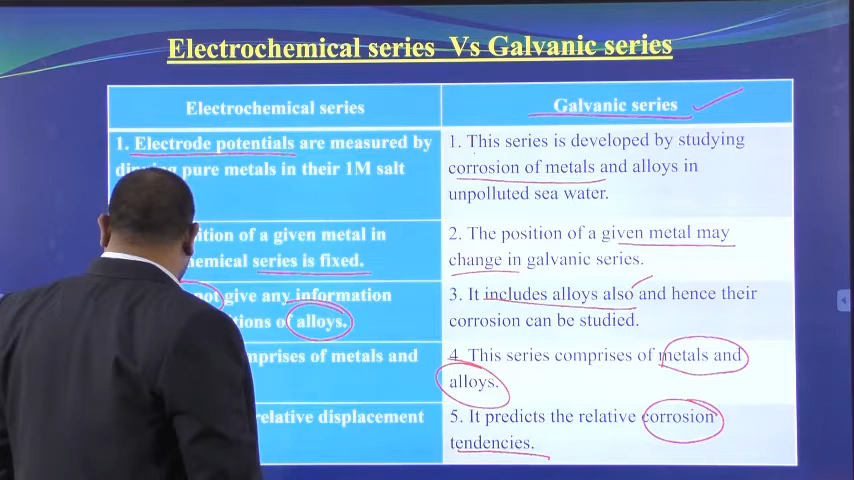 Electrochemical series Vs Galvanic series
Electrochemical series
Galvanic series
1. Electrode potentials are measured by
pure metals in their 1M salt
1. This series is developed by studying
corrosion of metals and alloys in
unpolluted sea water.
of a given metal in
series is fixed.
2. The position of a given metal may
change in galvanic series.
not give any information
of alloys.
3. It includes alloys also and hence their
corrosion can be studied.
of metals and
4. This series comprises of metals and
alloys.
relative displacement
5. It predicts the relative corrosion
tendencies.